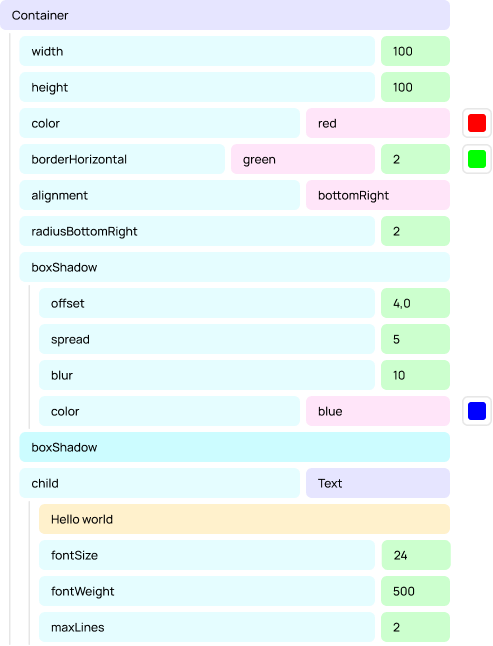 Container
width 100
height 100
color red
borderHorizontal green 2
alignment bottomRight
radiusBottomRight 2
boxShadow
offset 4,0
spread 5
blur 10
color blue
boxShadow
child Text
Hello world
fontSize 24
fontWeight 500
maxLines 2